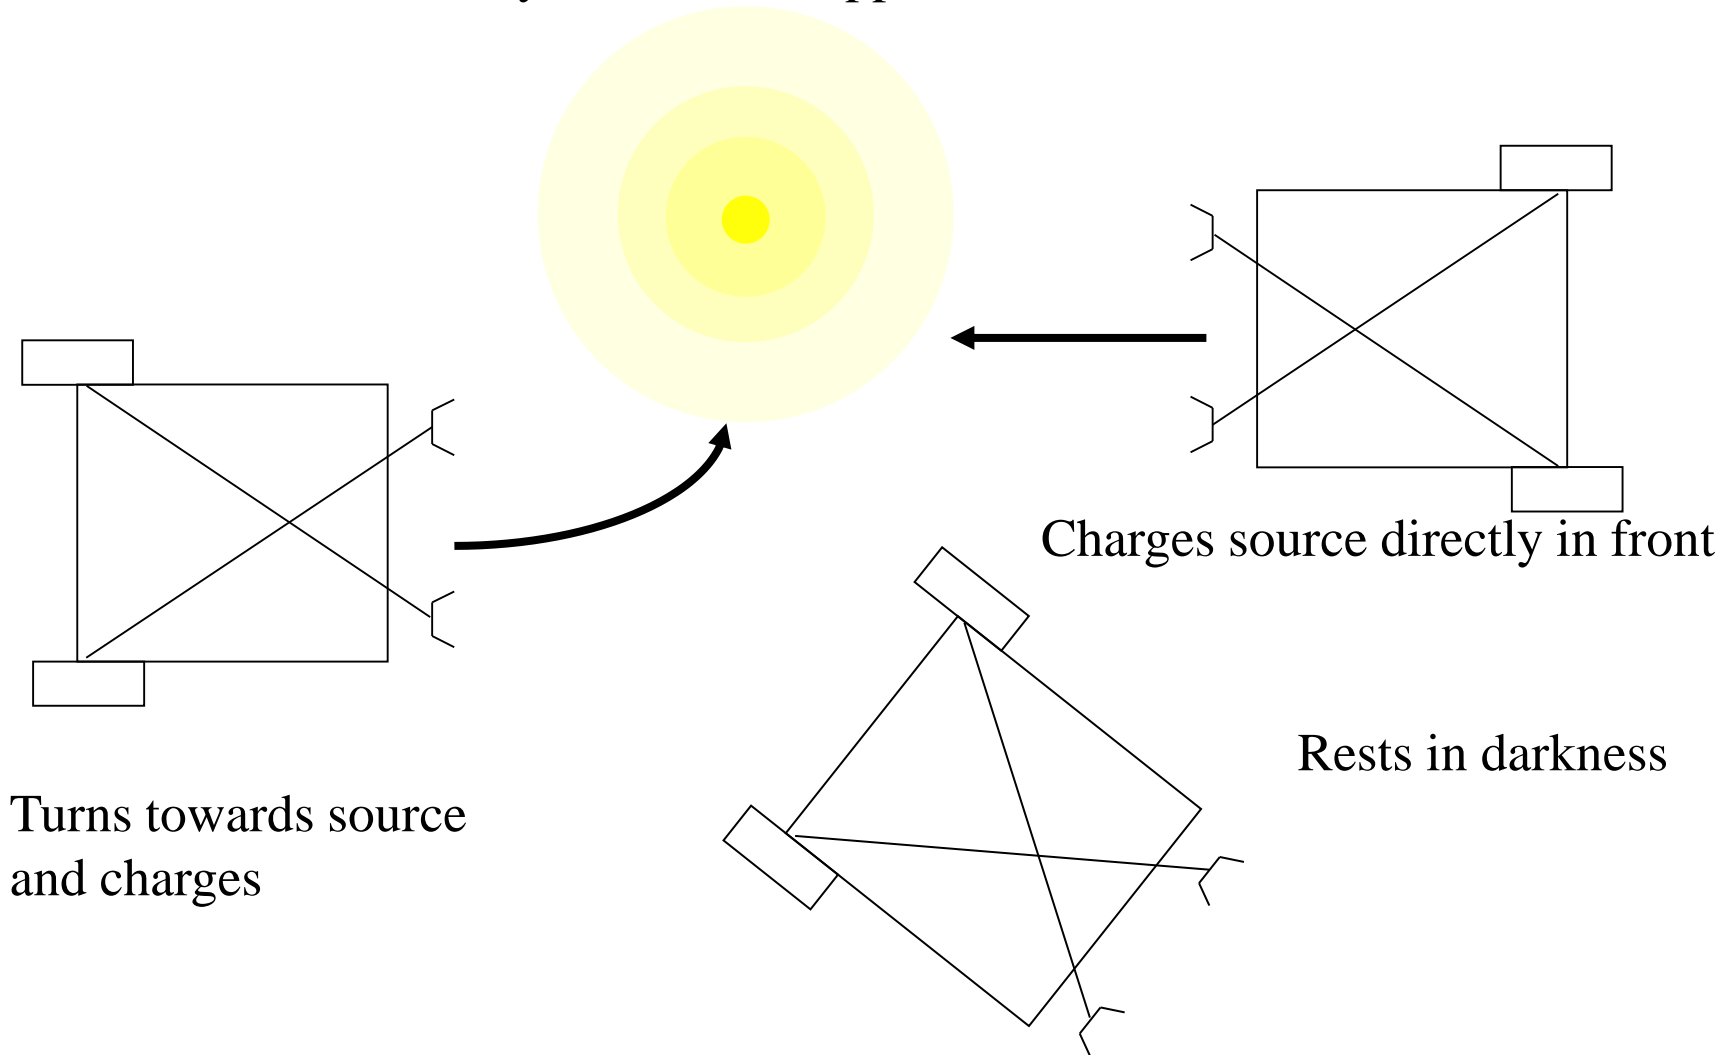 Charges source directly in front
Rests in darkness
Turns towards source
and charges